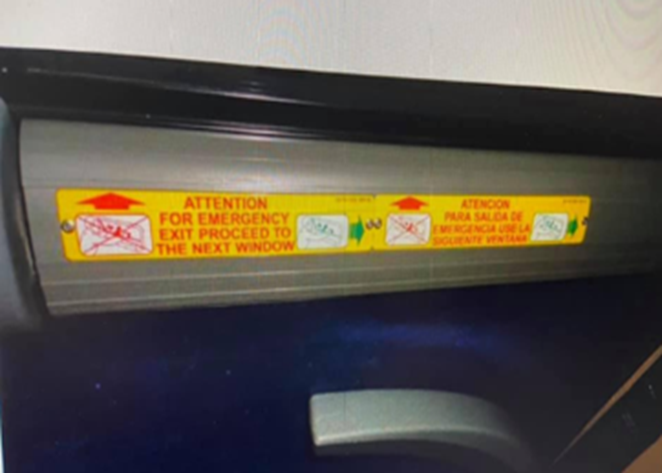 ATTENTION
FOR EMERGENCY
EXIT PROCEED TO
THE NEXT WINDOW
ATENCION
PARA SALIDA DE
EMERGENCIA USE LA
SIGUIENTE VENTANA